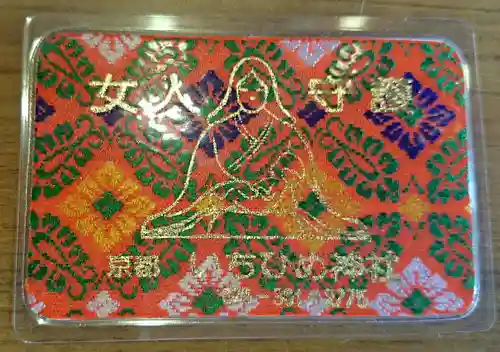 女人 守護
京都 いちひめ神社